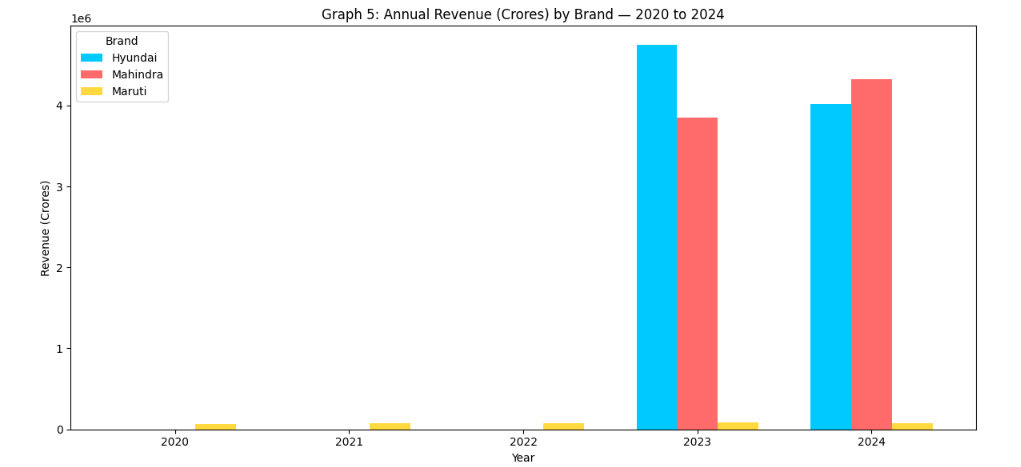 Graph 5: Annual Revenue (Crores) by Brand — 2020 to 2024
1e6
Brand
Hyundai
Mahindra
Maruti
Revenue (Crores)
4
3
2
1
0
2020
2021
2022
2023
2024
Year